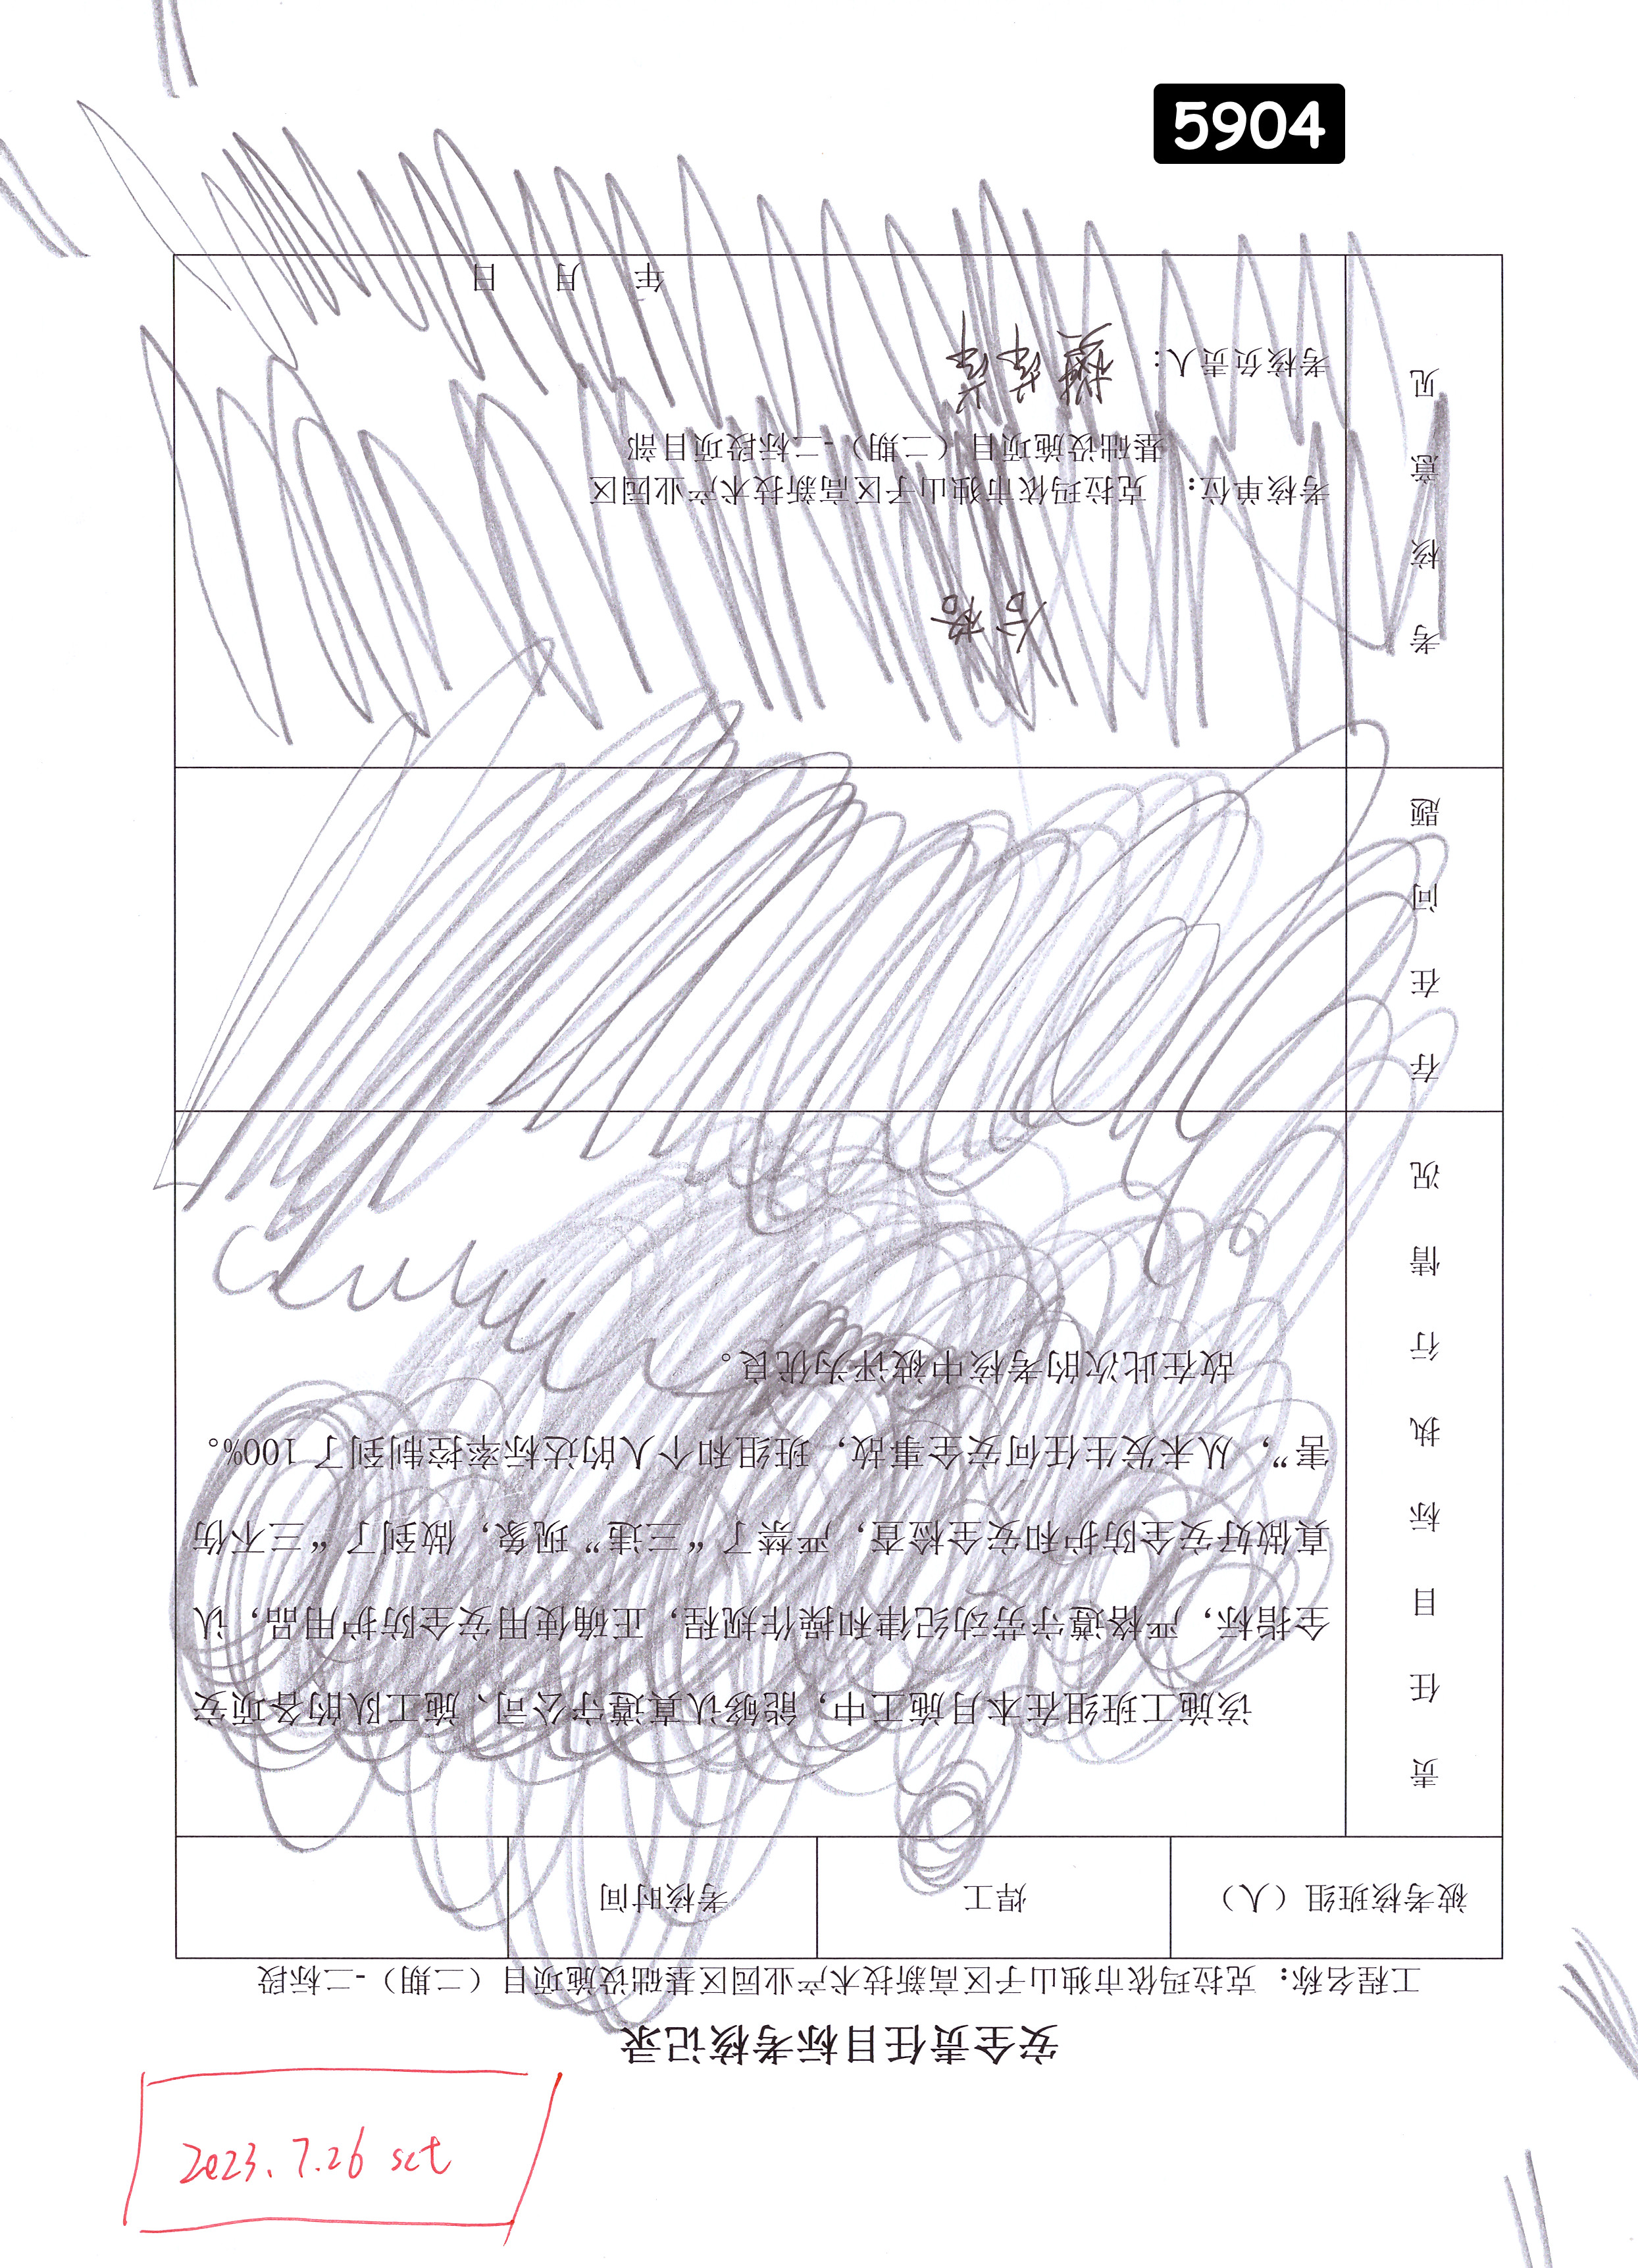 5904
安全责任目标考核记录
工程名称：克拉玛依市独山子区高新技术产业园区基础设施项目（二期）-二标段
被考核班组（人） 焊工 考核时间
责任目标执行情况
该施工班组在本月施工中，能够认真遵守公司、施工队的各项安
全指标，严格遵守劳动纪律和操作规程，正确使用安全防护用品，认
真做好安全防护和安全检查，严禁了“三违”现象，做到了“三不伤
害”，从未发生任何安全事故，班组和个人的达标率控制到了 100%。
故在此次的考核中被评为优良。
存在问题
考核意见
合格
考核单位：克拉玛依市独山子区高新技术产业园区
基础设施项目（二期）-二标段项目部
考核负责人：
年 月 日
2023.7.26 sct